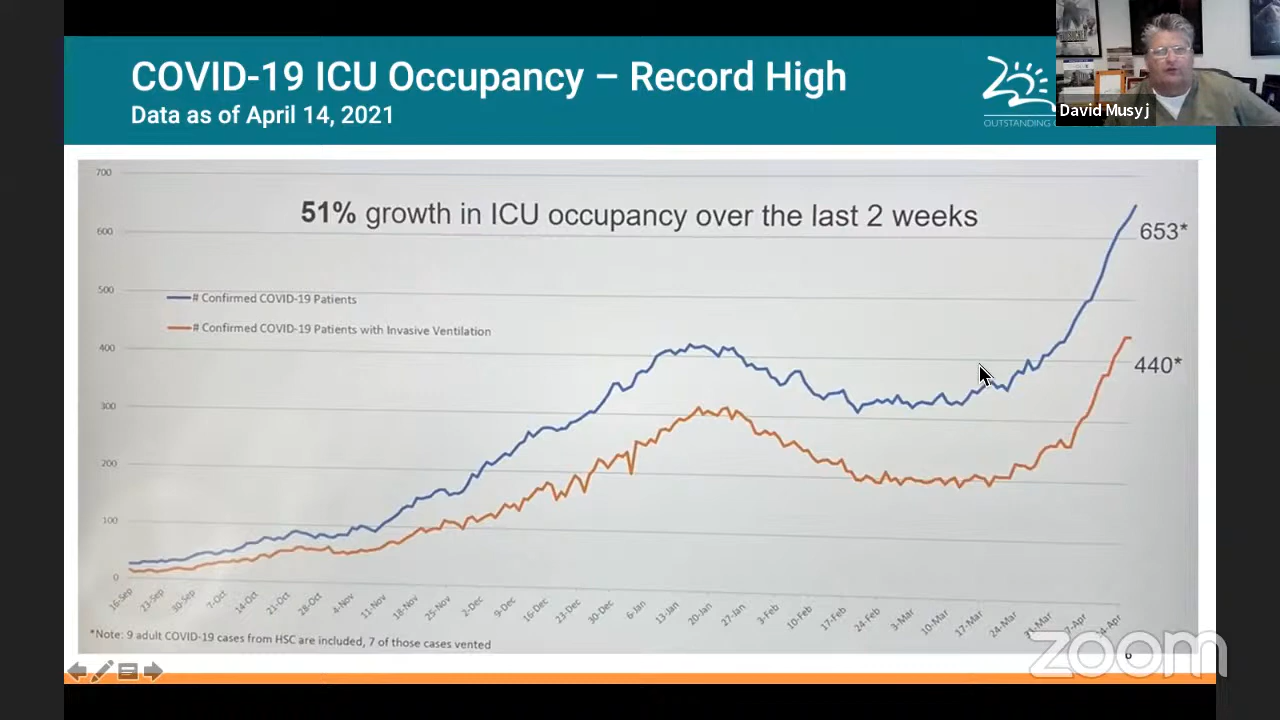 COVID-19 ICU Occupancy – Record High
Data as of April 14, 2021
OUTSTANDING
David Musyj
51% growth in ICU occupancy over the last 2 weeks
700
600
500
400
300
200
100
0
# Confirmed COVID-19 Patients
# Confirmed COVID-19 Patients with Invasive Ventilation
653*
440*
16-Sep
23-Sep
30-Sep
7-Oct
14-Oct
21-Oct
28-Oct
4-Nov
11-Nov
18-Nov
25-Nov
2-Dec
9-Dec
16-Dec
23-Dec
30-Dec
6-Jan
13-Jan
20-Jan
27-Jan
3-Feb
10-Feb
17-Feb
24-Feb
3-Mar
10-Mar
17-Mar
24-Mar
*Note: 9 adult COVID-19 cases from HSC are included, 7 of those cases vented
zoom